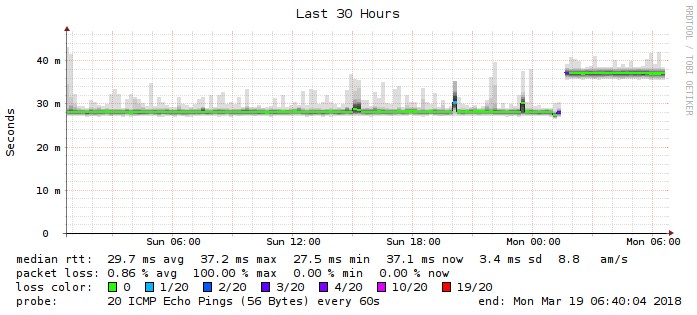 Last 30 Hours
RRDTOOL / TOBI OETIKER
Seconds
40 m
30 m
20 m
10 m
0
Sun 06:00 Sun 12:00 Sun 18:00 Mon 00:00 Mon 06:00
median rtt: 29.7 ms avg 37.2 ms max 27.5 ms min 37.1 ms now 3.4 ms sd 8.8 am/s
packet loss: 0.86 % avg 100.00 % max 0.00 % min 0.00 % now
loss color: 0 1/20 2/20 3/20 4/20 10/20 19/20
probe: 20 ICMP Echo Pings (56 Bytes) every 60s end: Mon Mar 19 06:40:04 2018